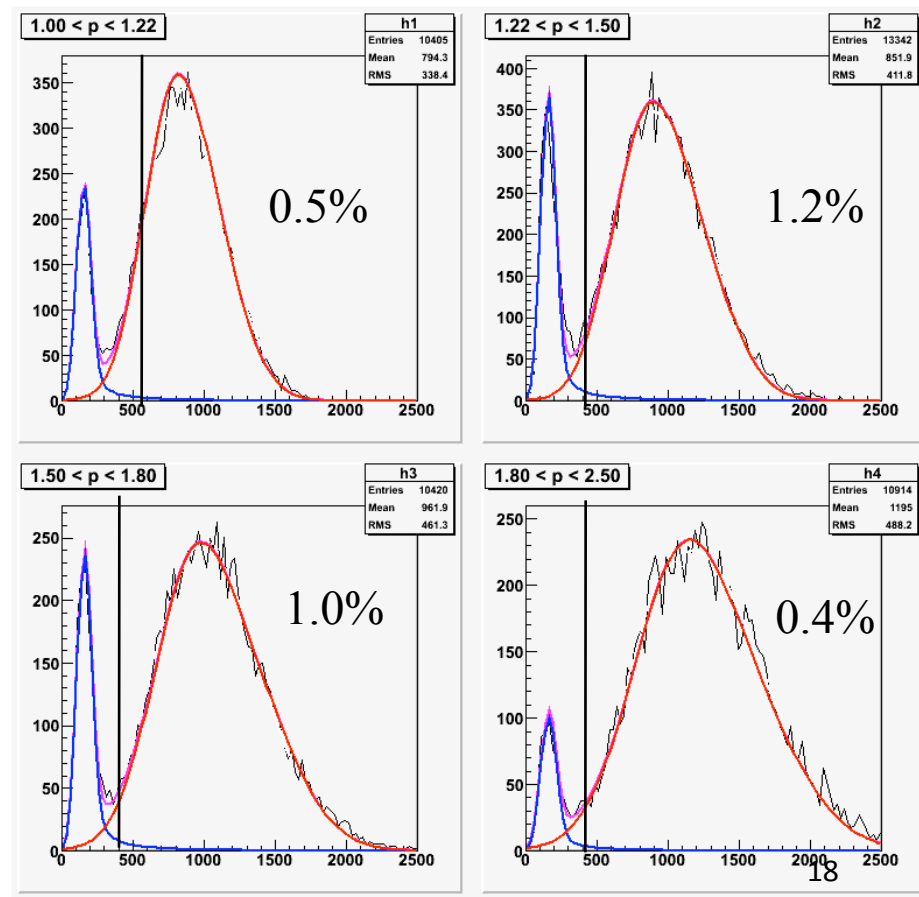 1.00 < p < 1.22
h1
Entries 10405
Mean 794.3
RMS 338.4
350
300
250
200
150
100
50
0
0.5%
0 500 1000 1500 2000 2500
1.22 < p < 1.50
h2
Entries 13342
Mean 851.9
RMS 411.8
400
350
300
250
200
150
100
50
0
1.2%
0 500 1000 1500 2000 2500
1.50 < p < 1.80
h3
Entries 10420
Mean 961.9
RMS 461.3
250
200
150
100
50
0
1.0%
0 500 1000 1500 2000 2500
1.80 < p < 2.50
h4
Entries 10914
Mean 1195
RMS 488.2
250
200
150
100
50
0
0.4%
0 500 1000 1500 2000 2500
18